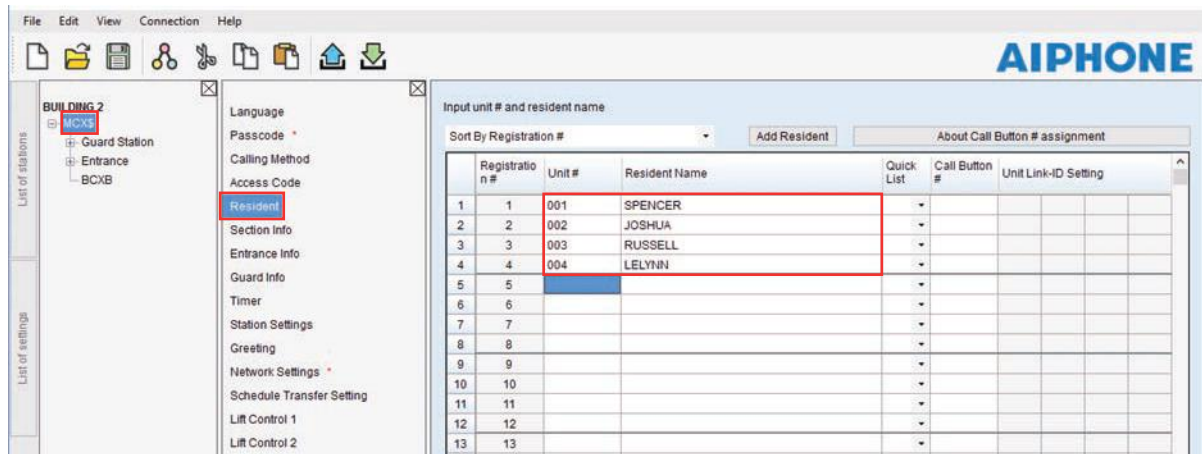 File Edit View Connection Help
AIPHONE
List of stations
List of settings
BUILDING 2
MCX$
Guard Station
Entrance
BCXB
Language
Passcode *
Calling Method
Access Code
Resident
Section Info
Entrance Info
Guard Info
Timer
Station Settings
Greeting
Network Settings *
Schedule Transfer Setting
Lift Control 1
Lift Control 2
Input unit # and resident name
Sort By Registration # Add Resident About Call Button # assignment
Registratio n # Unit # Resident Name Quick List Call Button # Unit Link-ID Setting
1 1 001 SPENCER
2 2 002 JOSHUA
3 3 003 RUSSELL
4 4 004 LELYNN
5 5
6 6
7 7
8 8
9 9
10 10
11 11
12 12
13 13